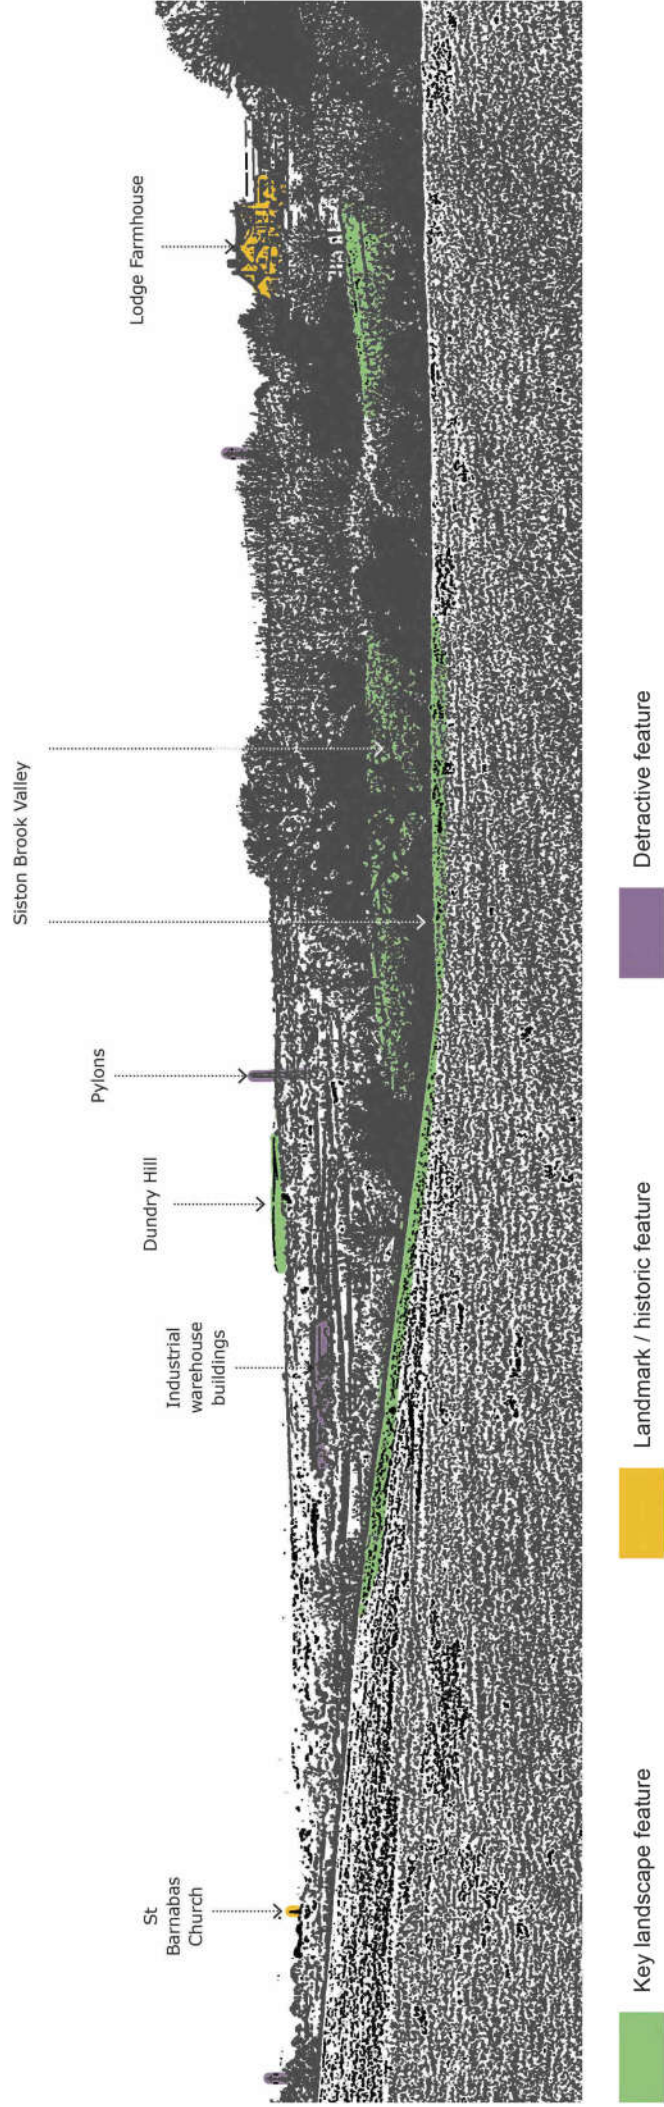 St
Barnabas
Church
Industrial
warehouse
buildings
Dundry Hill
Pylons
Siston Brook Valley
Lodge Farmhouse
Key landscape feature
Landmark / historic feature
Detractive feature